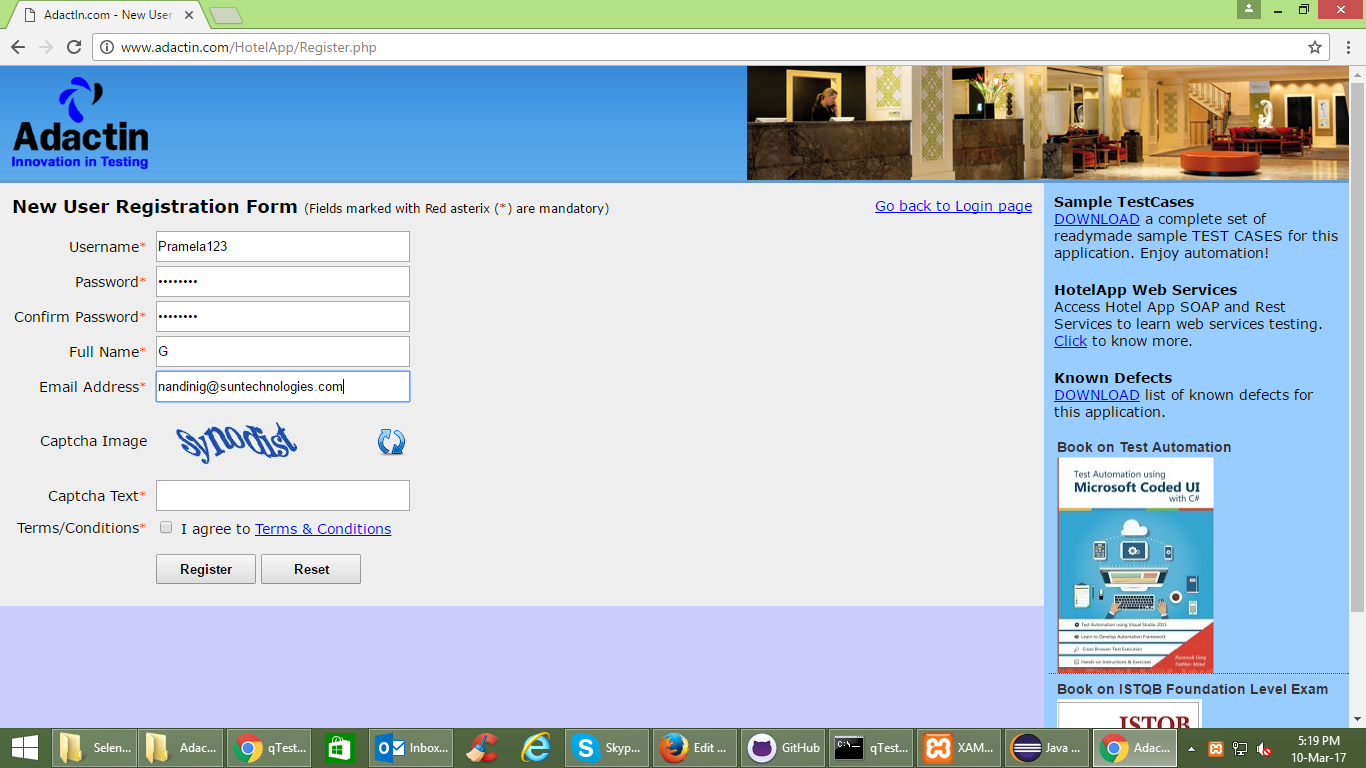 AdactIn.com - New User
www.adactin.com/HotelApp/Register.php
Adactin
Innovation in Testing
New User Registration Form (Fields marked with Red asterix (*) are mandatory)
Go back to Login page
Username* Pramela123
Password* ••••••••
Confirm Password* ••••••••
Full Name* G
Email Address* nandinig@suntechnologies.com
Captcha Image synodist
Captcha Text*
Terms/Conditions* I agree to Terms & Conditions
Register Reset
Sample TestCases
DOWNLOAD a complete set of
readymade sample TEST CASES for this
application. Enjoy automation!
HotelApp Web Services
Access Hotel App SOAP and Rest
Services to learn web services testing.
Click to know more.
Known Defects
DOWNLOAD list of known defects for
this application.
Book on Test Automation
Test Automation using
Microsoft Coded UI
with C#
Test Automation using Visual Studio 2015
Learn to Develop Automation Framework
Cross Browser Test Execution
Hands on Instructions & Exercises
Narmeet Garg
Vaibhav Mittal
Book on ISTQB Foundation Level Exam
ISTQB
Selen... Adac... qTest... Inbox... Skyp... Edit ... GitHub qTest... XAM... Java ... Adac...
5:19 PM
10-Mar-17